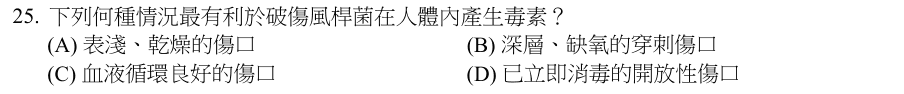 25. 下列何種情況最有利於破傷風桿菌在人體內產生毒素？
(A) 表淺、乾燥的傷口 (B) 深層、缺氧的穿刺傷口
(C) 血液循環良好的傷口 (D) 已立即消毒的開放性傷口